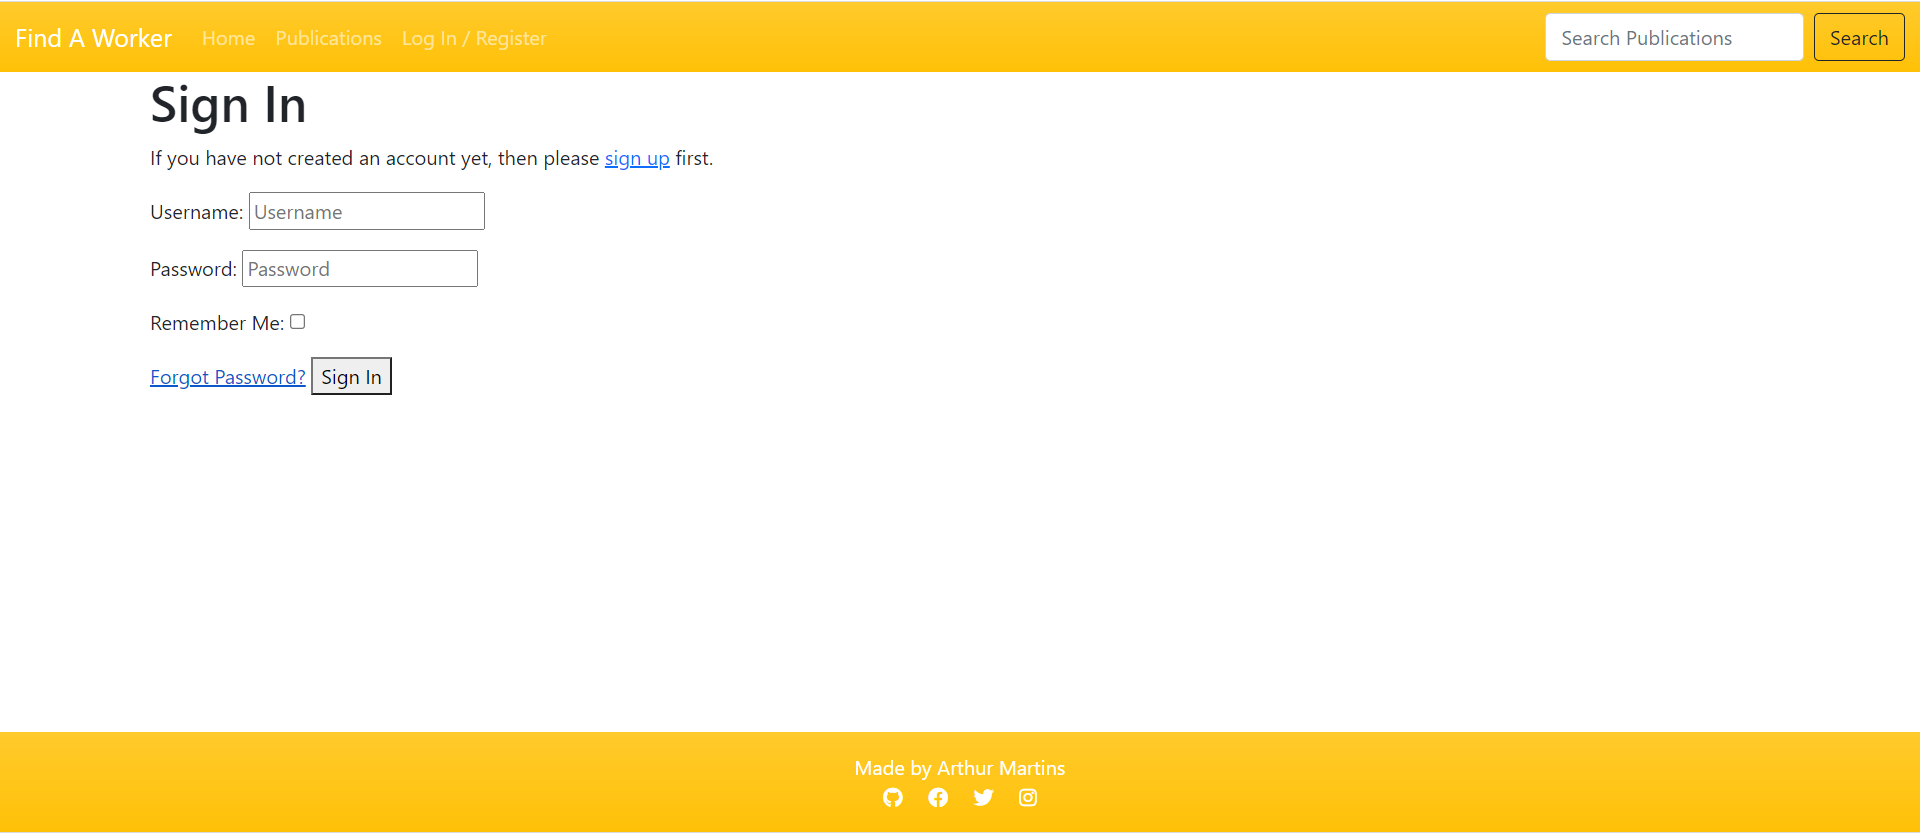 Find A Worker Home Publications Log In / Register Search Publications Search
Sign In
If you have not created an account yet, then please sign up first.
Username: Username
Password: Password
Remember Me:
Forgot Password? Sign In
Made by Arthur Martins